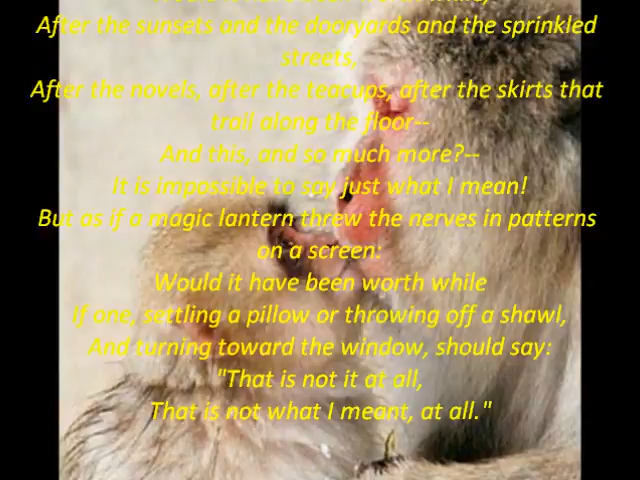 After the sunsets and the dooryards and the sprinkled
streets,
After the novels, after the teacups, after the skirts that
trail along the floor--
And this, and so much more?--
It is impossible to say just what I mean!
But as if a magic lantern threw the nerves in patterns
on a screen:
Would it have been worth while
If one, settling a pillow or throwing off a shawl,
And turning toward the window, should say:
"That is not it at all,
That is not what I meant, at all."